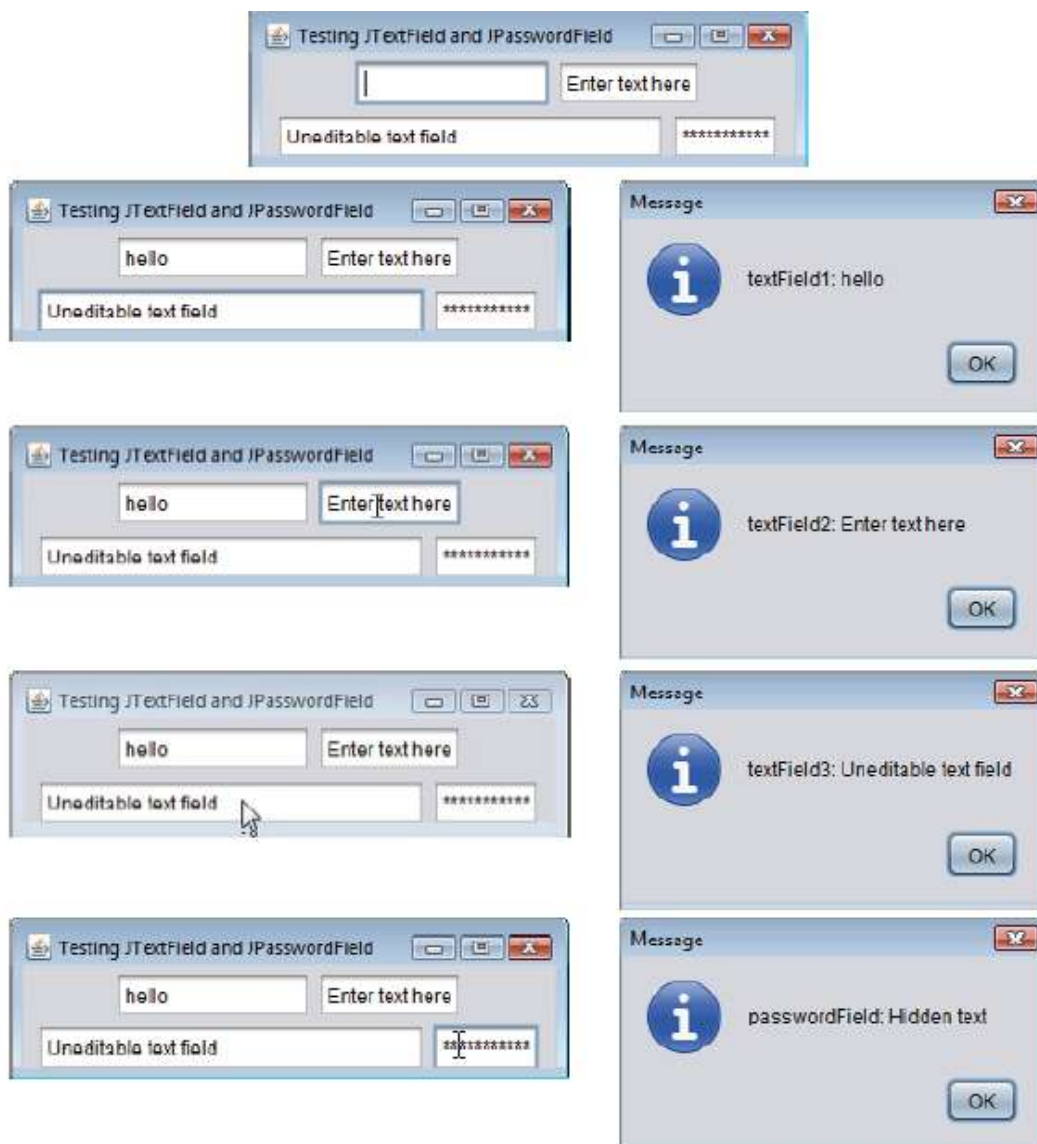 Testing JTextField and JPasswordField
Enter text here
Uneditable text field ***********
Testing JTextField and JPasswordField
hello Enter text here
Uneditable text field ***********
Message
textField1: hello
OK
Testing JTextField and JPasswordField
hello Enter text here
Uneditable text field ***********
Message
textField2: Enter text here
OK
Testing JTextField and JPasswordField
hello Enter text here
Uneditable text field ***********
Message
textField3: Uneditable text field
OK
Testing JTextField and JPasswordField
hello Enter text here
Uneditable text field ***********
Message
passwordField: Hidden text
OK